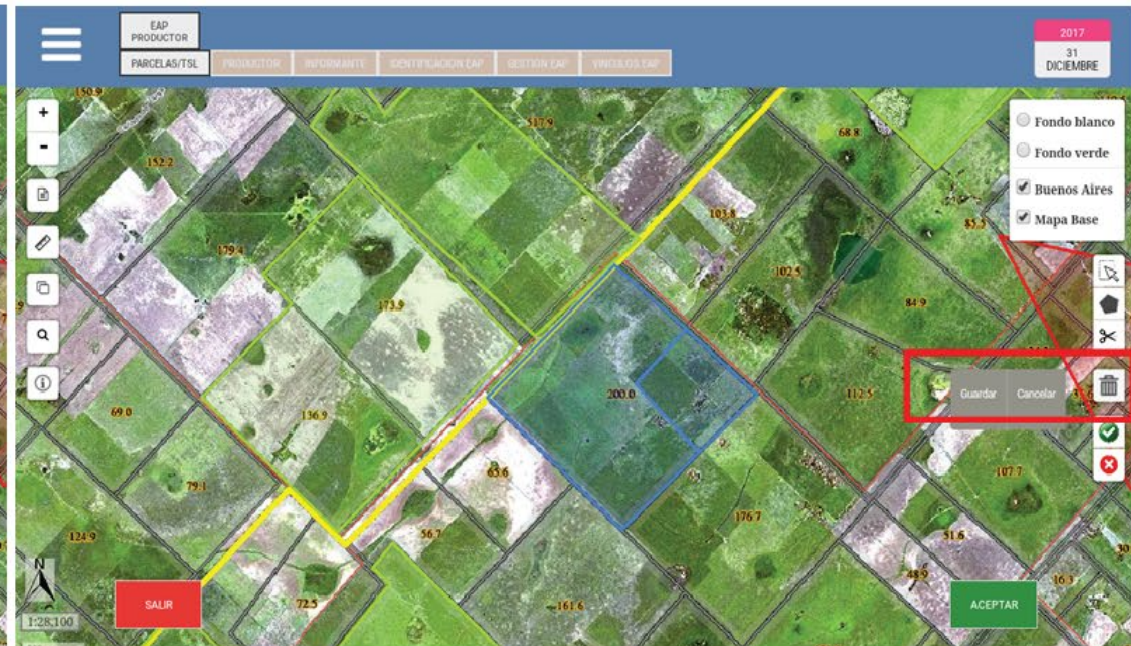 EAP
PRODUCTOR
PARCELAS/TSL
PRODUCTOR
INFORMANTE
IDENTIFICACION EAP
GESTION EAP
VINCULOS EAP
2017
31
DICIEMBRE
+
-
Fondo blanco
Fondo verde
Buenos Aires
Mapa Base
150.9
517.9
68.8
152.2
103.8
85.5
179.4
102.5
173.9
84.9
200.0
112.5
Guardar Cancelar
69.0
136.9
65.6
107.7
79.1
176.7
124.9
56.7
51.6
30
48.9
16.3
72.5
161.6
N
1:28,100
SALIR
ACEPTAR